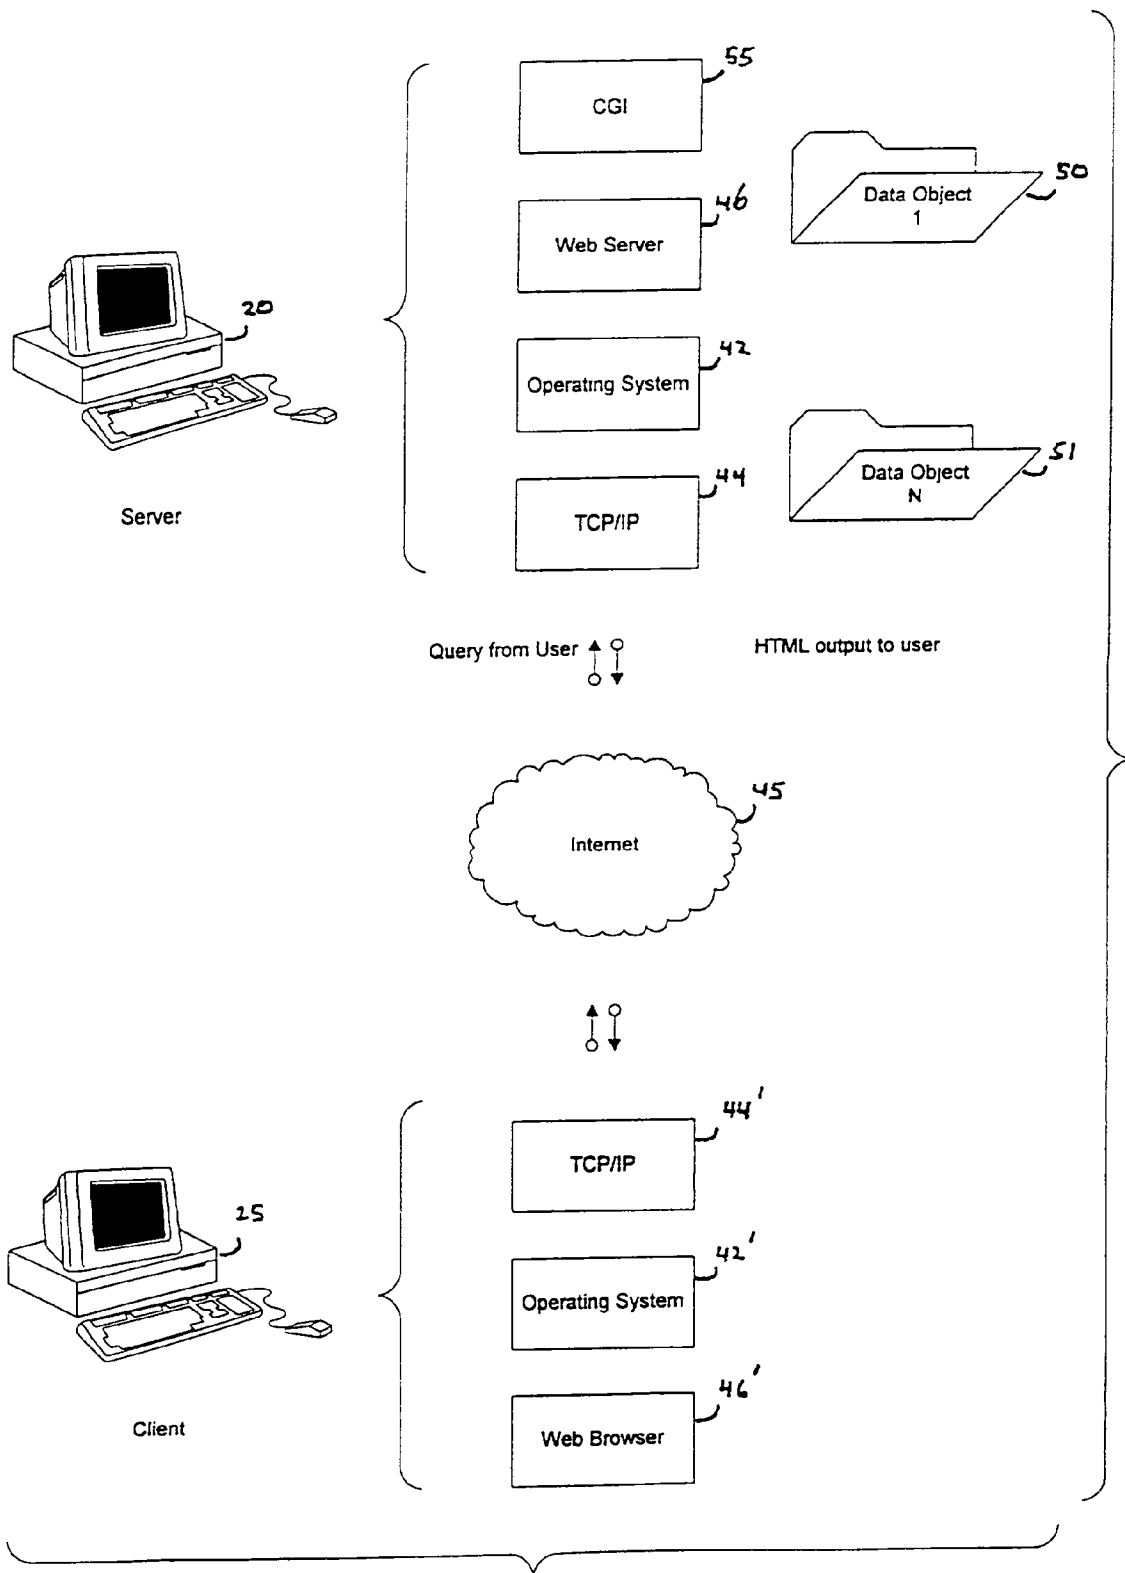 55
CGI
50
Data Object
1
46
Web Server
20
42
Operating System
51
Data Object
N
44
TCP/IP
Server
Query from User
HTML output to user
45
Internet
44'
TCP/IP
25
42'
Operating System
46'
Web Browser
Client